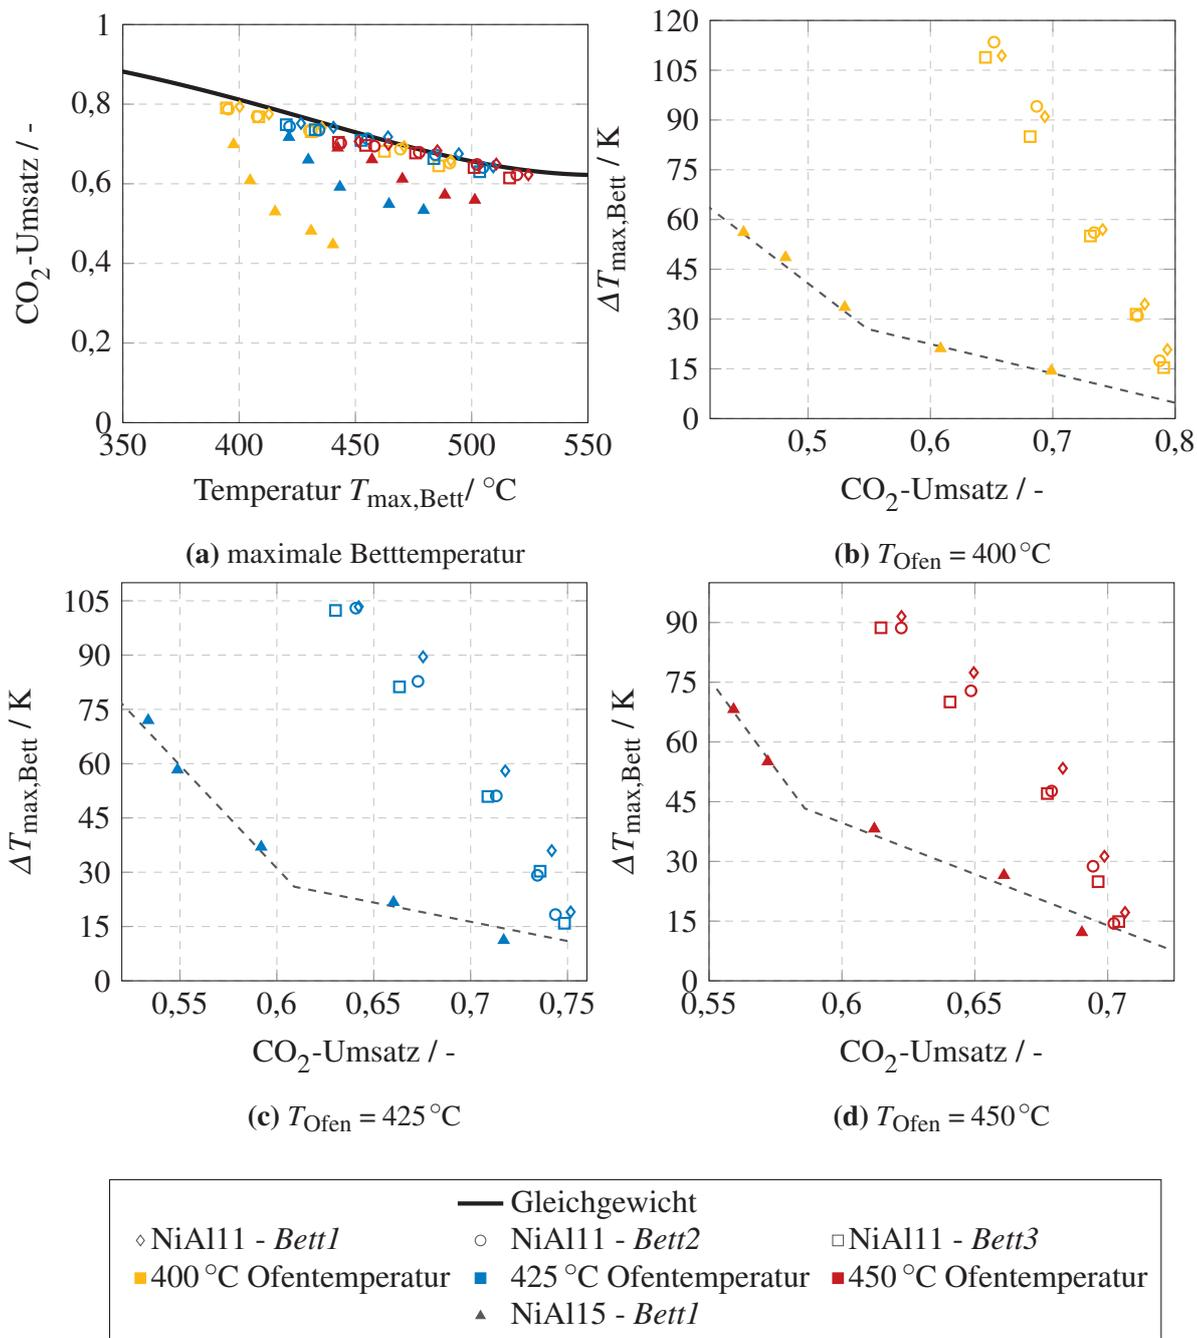 1
0,8
0,6
0,4
0,2
0
350 400 450 500 550
CO2-Umsatz / -
Temperatur Tmax,Bett/ °C
(a) maximale Betttemperatur
120
105
90
75
60
45
30
15
0
0,5 0,6 0,7 0,8
ΔTmax,Bett / K
CO2-Umsatz / -
(b) TOfen = 400 °C
105
90
75
60
45
30
15
0
0,55 0,6 0,65 0,7 0,75
ΔTmax,Bett / K
CO2-Umsatz / -
(c) TOfen = 425 °C
90
75
60
45
30
15
0
0,55 0,6 0,65 0,7
ΔTmax,Bett / K
CO2-Umsatz / -
(d) TOfen = 450 °C
Gleichgewicht
NiAl11 - Bett1 NiAl11 - Bett2 NiAl11 - Bett3
400 °C Ofentemperatur 425 °C Ofentemperatur 450 °C Ofentemperatur
NiAl15 - Bett1